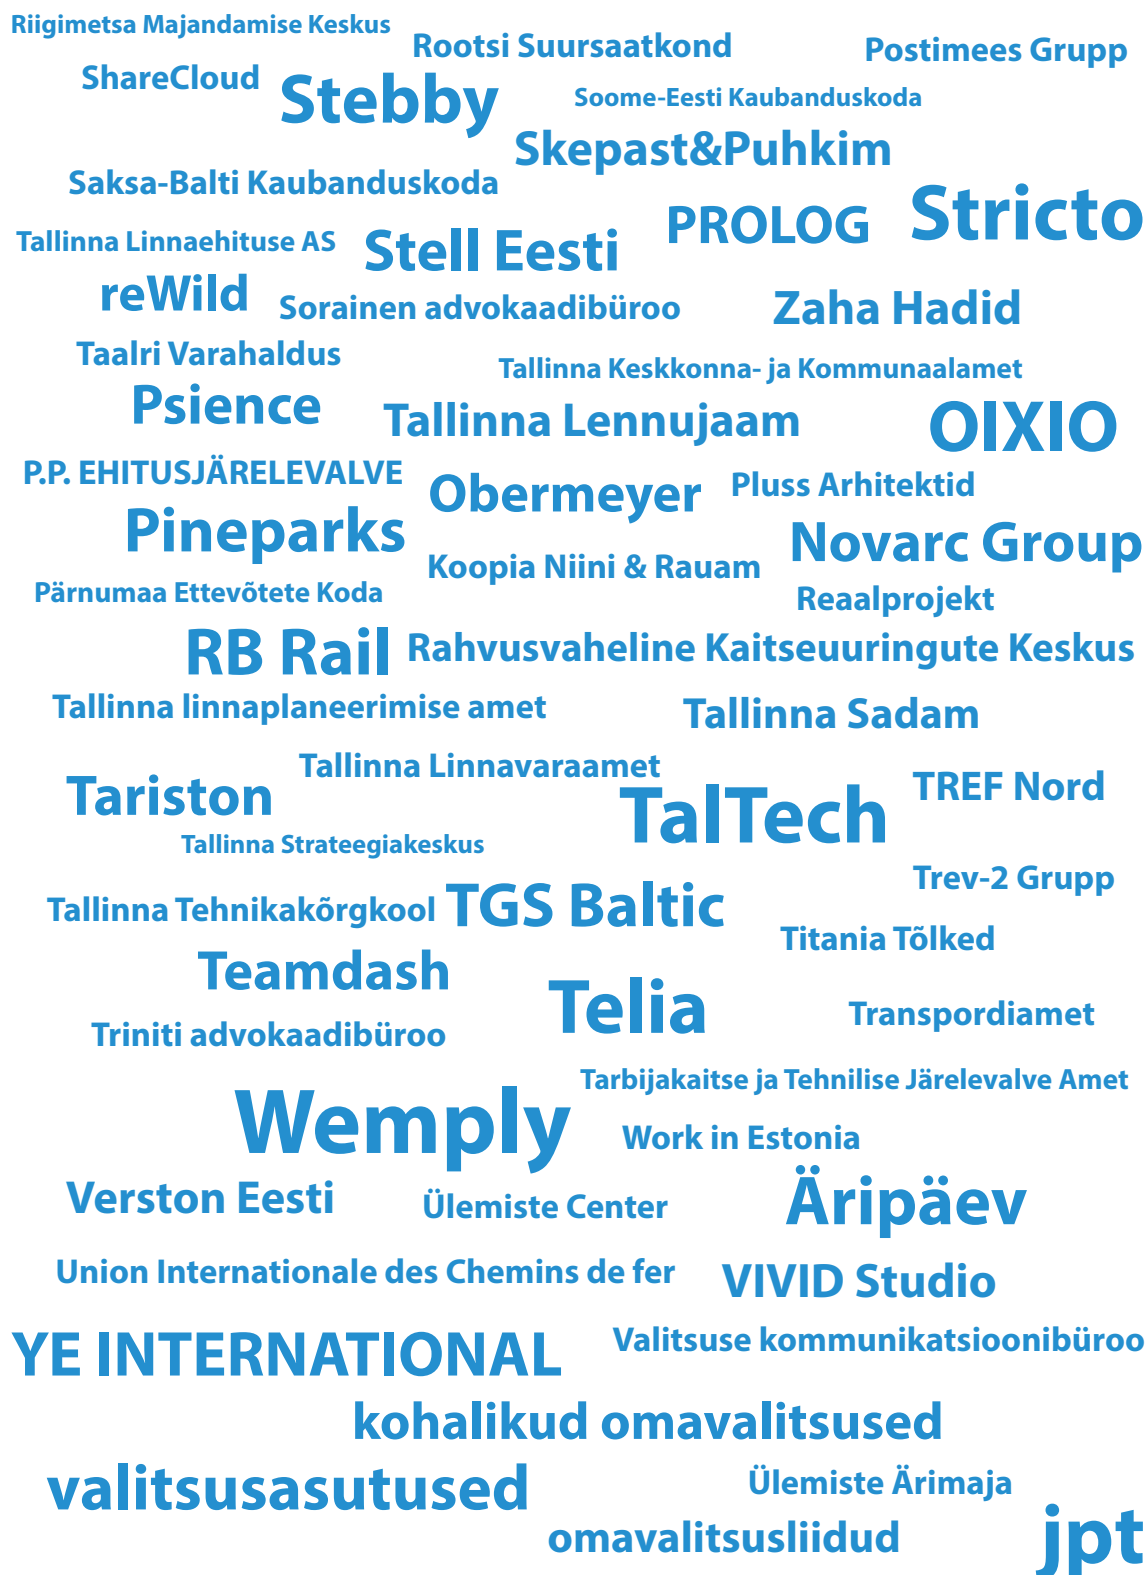 Riigimetsa Majandamise Keskus
Rootsi Suursaatkond
Postimees Grupp
ShareCloud
Stebby
Soome-Eesti Kaubanduskoda
Skepast&Puhkim
Saksa-Balti Kaubanduskoda
Stricto
PROLOG
Tallinna Linnaehituse AS
Stell Eesti
reWild
Sorainen advokaadibüroo
Zaha Hadid
Taalri Varahaldus
Tallinna Keskkonna- ja Kommunaalamet
Psience
Tallinna Lennujaam
OIXIO
P.P. EHITUSJÄRELEVALVE
Obermeyer
Pluss Arhitektid
Pineparks
Novarc Group
Koopia Niini & Rauam
Pärnumaa Ettevõtete Koda
Reaalprojekt
RB Rail
Rahvusvaheline Kaitseuuringute Keskus
Tallinna linnaplaneerimise amet
Tallinna Sadam
Tallinna Linnavaraamet
Tariston
TalTech
TREF Nord
Tallinna Strateegiakeskus
Trev-2 Grupp
Tallinna Tehnikakõrgkool
TGS Baltic
Titania Tõlked
Teamdash
Telia
Transpordiamet
Triniti advokaadibüroo
Tarbijakaitse ja Tehnilise Järelevalve Amet
Wemply
Work in Estonia
Verston Eesti
Ülemiste Center
Äripäev
Union Internationale des Chemins de fer
VIVID Studio
YE INTERNATIONAL
Valitsuse kommunikatsioonibüroo
kohalikud omavalitsused
valitsusasutused
Ülemiste Ärimaja
omavalitsusliidud
jpt